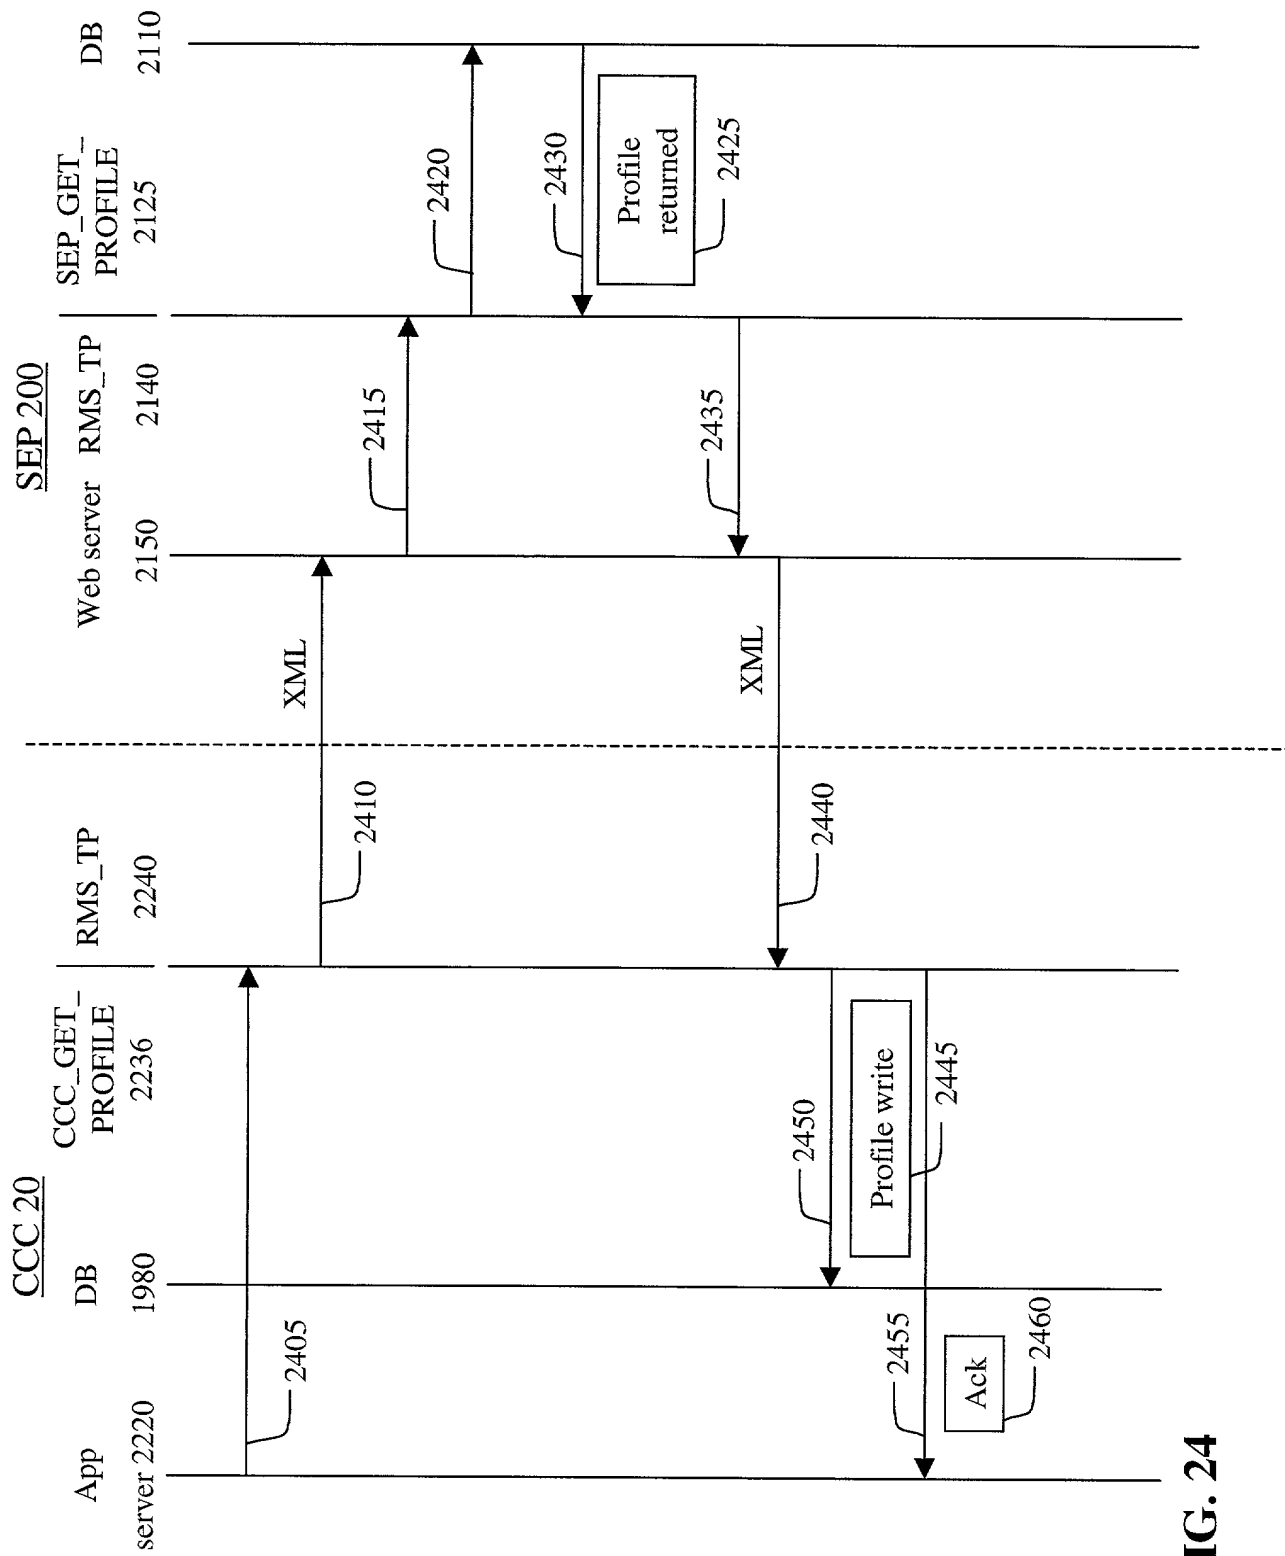 CCC 20
SEP 200
App
server 2220
DB
1980
CCC_GET_
PROFILE
2236
RMS_TP
2240
Web server
2150
RMS_TP
2140
SEP_GET_
PROFILE
2125
DB
2110
2405
XML
2410
2415
2420
2430
Profile
returned
2425
2435
XML
2440
2450
Profile write
2445
2455
Ack
2460
IG. 24